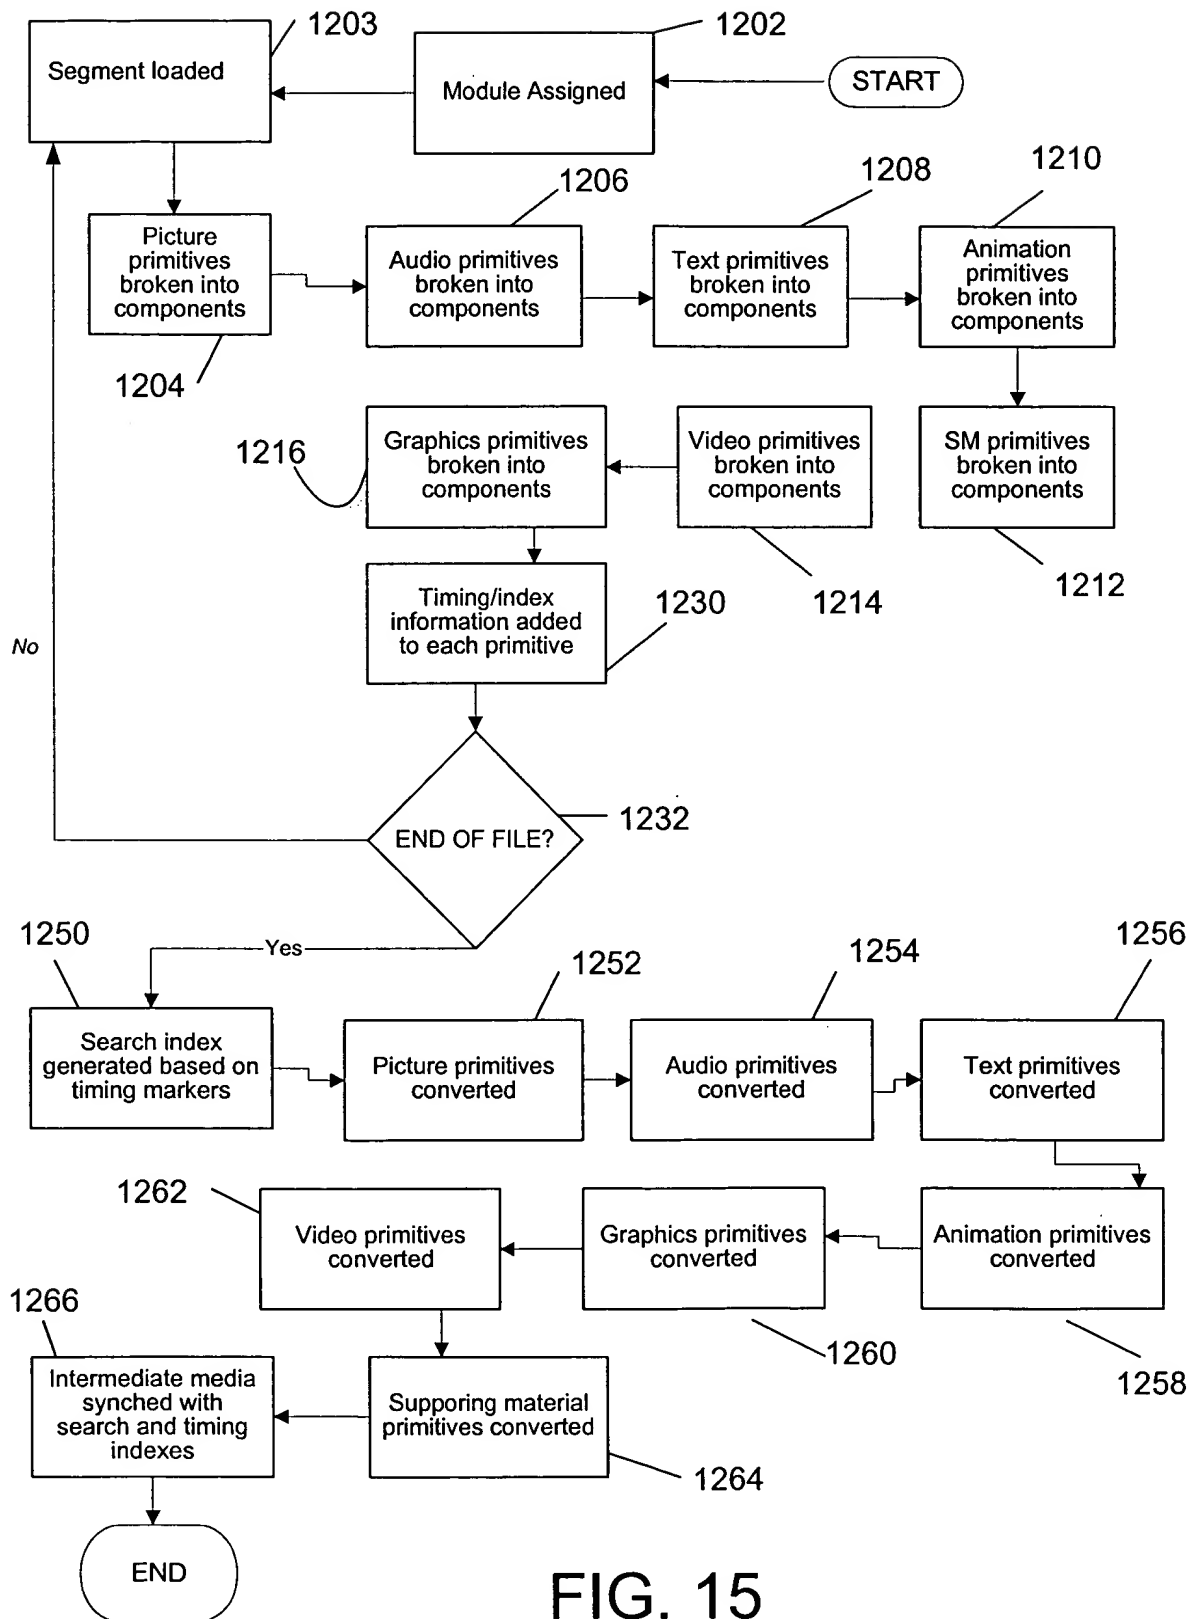 1203
1202
Segment loaded
Module Assigned
START
1206
1208
1210
Picture
primitives
broken into
components
Audio primitives
broken into
components
Text primitives
broken into
components
Animation
primitives
broken into
components
1204
1216
Graphics primitives
broken into
components
Video primitives
broken into
components
SM primitives
broken into
components
1214
1212
Timing/index
information added
to each primitive
1230
No
END OF FILE?
1232
Yes
1250
1252
1254
1256
Search index
generated based on
timing markers
Picture primitives
converted
Audio primitives
converted
Text primitives
converted
1262
Video primitives
converted
Graphics primitives
converted
Animation primitives
converted
1266
1260
1258
Intermediate media
synched with
search and timing
indexes
Supporing material
primitives converted
1264
END
FIG. 15